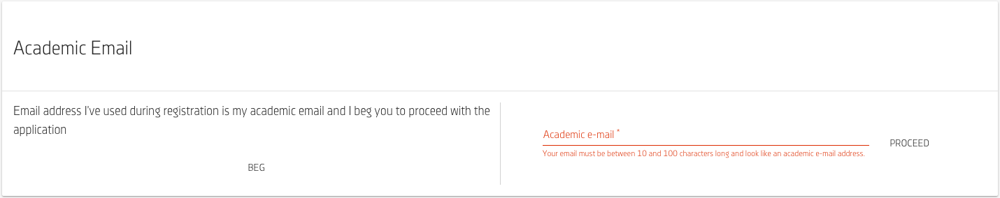 Academic Email
Email address I've used during registration is my academic email and I beg you to proceed with the
application
BEG
Academic e-mail *
Your email must be between 10 and 100 characters long and look like an academic e-mail address.
PROCEED